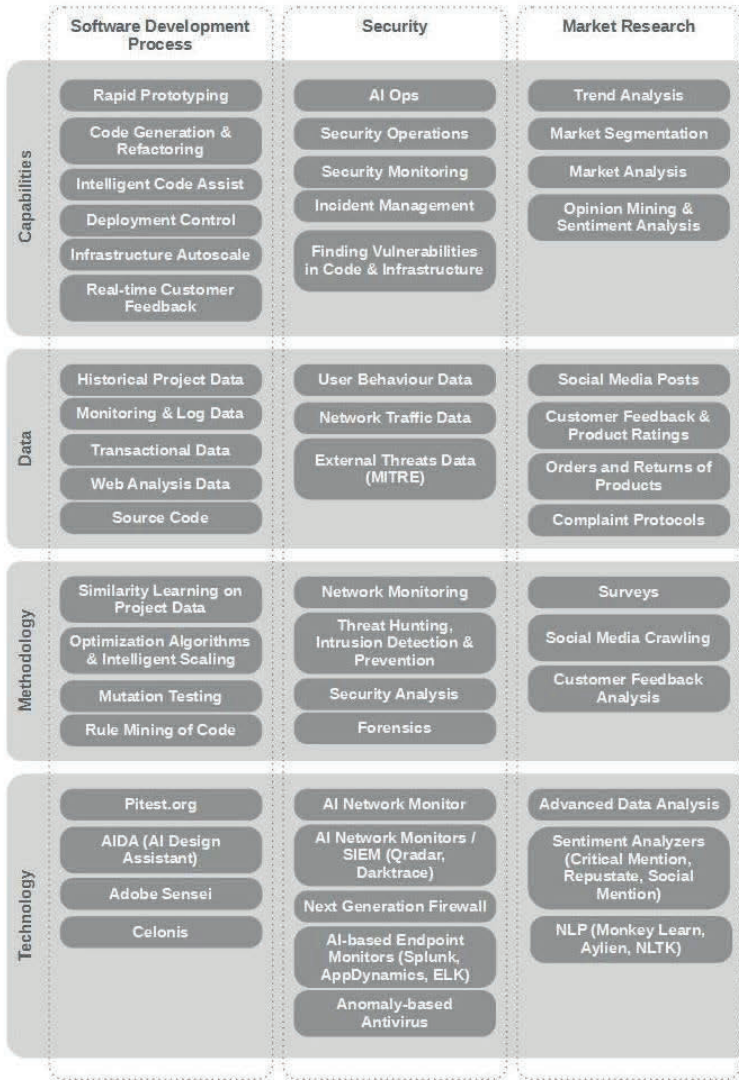 Software Development
Process
Security
Market Research
Capabilities
Rapid Prototyping
Code Generation &
Refactoring
Intelligent Code Assist
Deployment Control
Infrastructure Autoscale
Real-time Customer
Feedback
AI Ops
Security Operations
Security Monitoring
Incident Management
Finding Vulnerabilities
in Code & Infrastructure
Trend Analysis
Market Segmentation
Market Analysis
Opinion Mining &
Sentiment Analysis
Data
Historical Project Data
Monitoring & Log Data
Transactional Data
Web Analysis Data
Source Code
User Behaviour Data
Network Traffic Data
External Threats Data
(MITRE)
Social Media Posts
Customer Feedback &
Product Ratings
Orders and Returns of
Products
Complaint Protocols
Methodology
Similarity Learning on
Project Data
Optimization Algorithms
& Intelligent Scaling
Mutation Testing
Rule Mining of Code
Network Monitoring
Threat Hunting,
Intrusion Detection &
Prevention
Security Analysis
Forensics
Surveys
Social Media Crawling
Customer Feedback
Analysis
Technology
Pitest.org
AIDA (AI Design
Assistant)
Adobe Sensei
Celonis
AI Network Monitor
AI Network Monitors /
SIEM (Qradar,
Darktrace)
Next Generation Firewall
AI-based Endpoint
Monitors (Splunk,
AppDynamics, ELK)
Anomaly-based
Antivirus
Advanced Data Analysis
Sentiment Analyzers
(Critical Mention,
Repustate, Social
Mention)
NLP (Monkey Learn,
Aylien, NLTK)